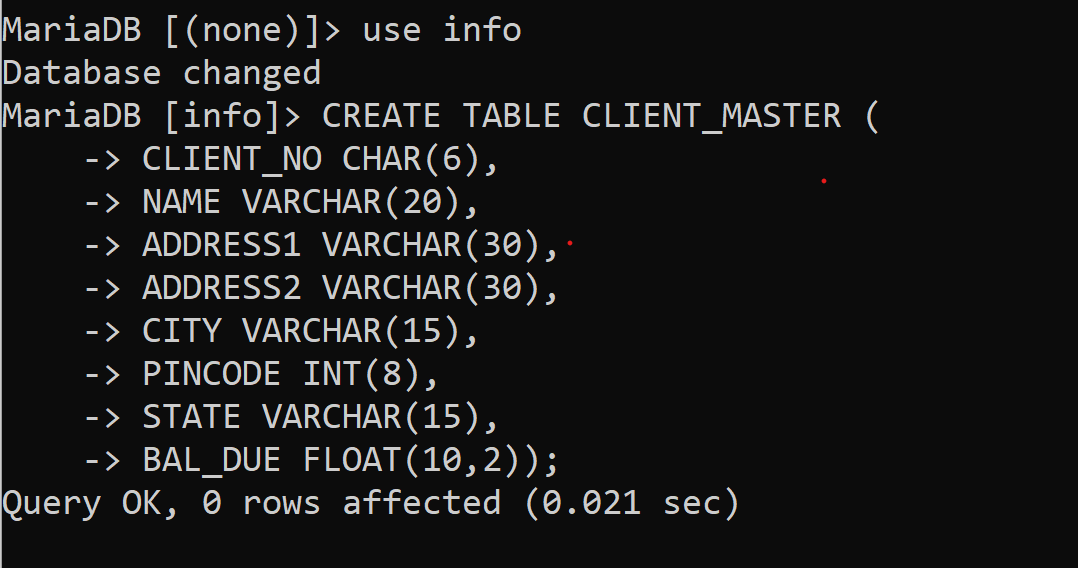 MariaDB [(none)]> use info
Database changed
MariaDB [info]> CREATE TABLE CLIENT_MASTER (
    -> CLIENT_NO CHAR(6),
    -> NAME VARCHAR(20),
    -> ADDRESS1 VARCHAR(30),
    -> ADDRESS2 VARCHAR(30),
    -> CITY VARCHAR(15),
    -> PINCODE INT(8),
    -> STATE VARCHAR(15),
    -> BAL_DUE FLOAT(10,2));
Query OK, 0 rows affected (0.021 sec)